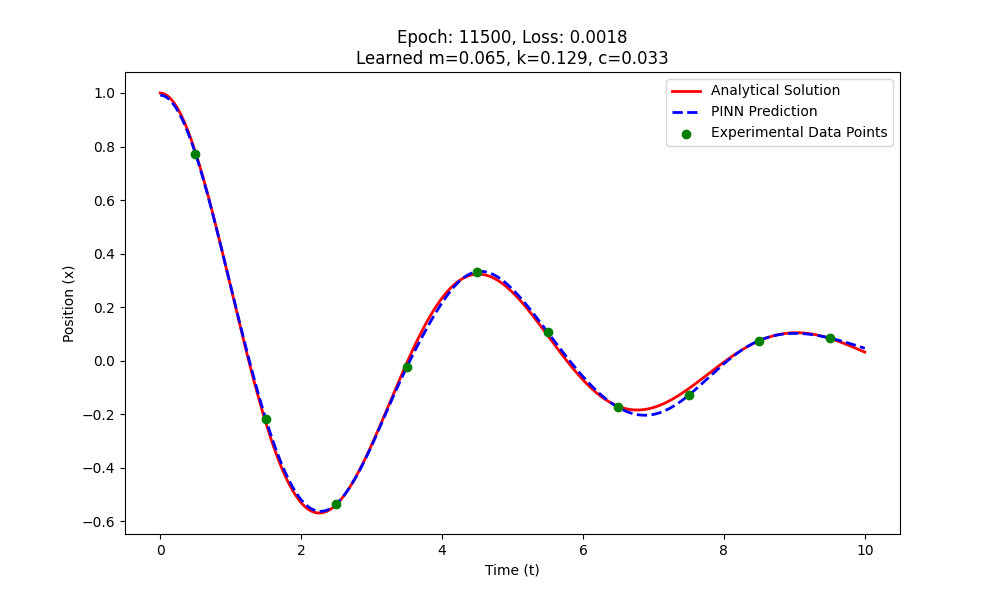 Epoch: 11500, Loss: 0.0018
Learned m=0.065, k=0.129, c=0.033
Analytical Solution
PINN Prediction
Experimental Data Points
1.0
0.8
0.6
0.4
0.2
0.0
−0.2
−0.4
−0.6
Position (x)
0 2 4 6 8 10
Time (t)